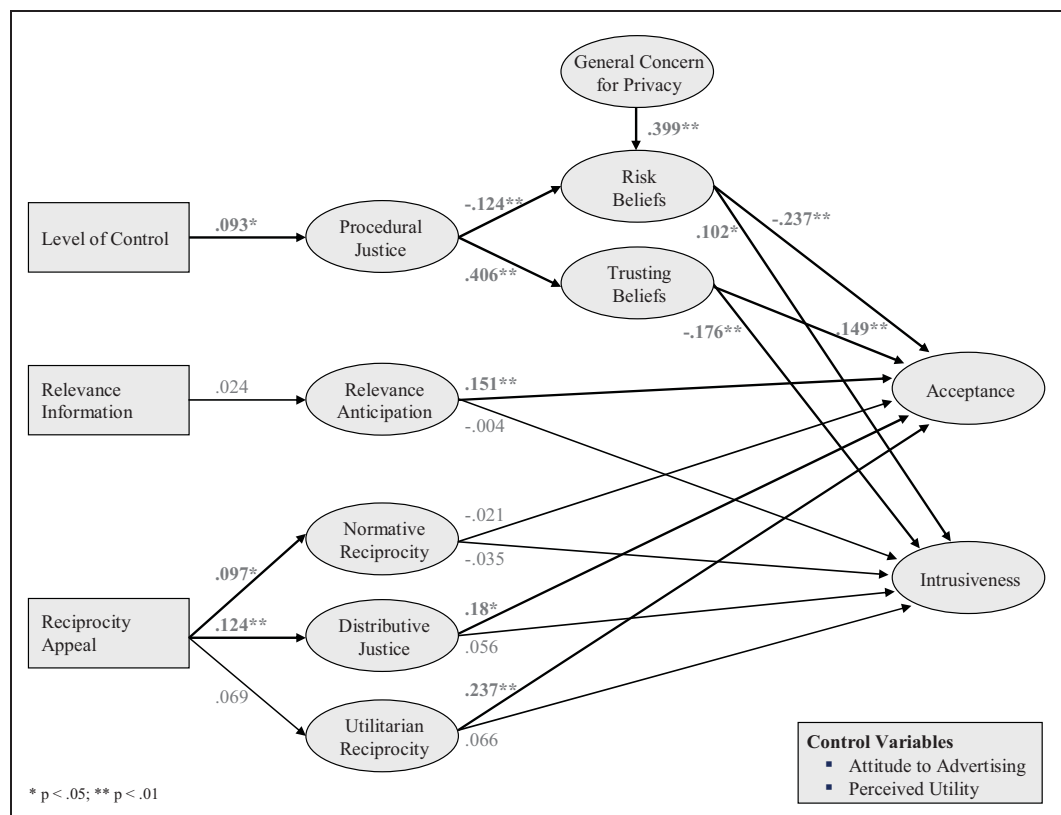 General Concern
for Privacy
.399**
Risk
Beliefs
Level of Control
.093*
Procedural
Justice
-.124**
.406**
Trusting
Beliefs
-.237**
.102*
-.176**
.149**
Relevance
Information
.024
Relevance
Anticipation
.151**
-.004
Acceptance
Normative
Reciprocity
-.021
-.035
Intrusiveness
Reciprocity
Appeal
.097*
.124**
.069
Distributive
Justice
.18*
.056
Utilitarian
Reciprocity
.237**
.066
Control Variables
▪ Attitude to Advertising
▪ Perceived Utility
* p < .05; ** p < .01